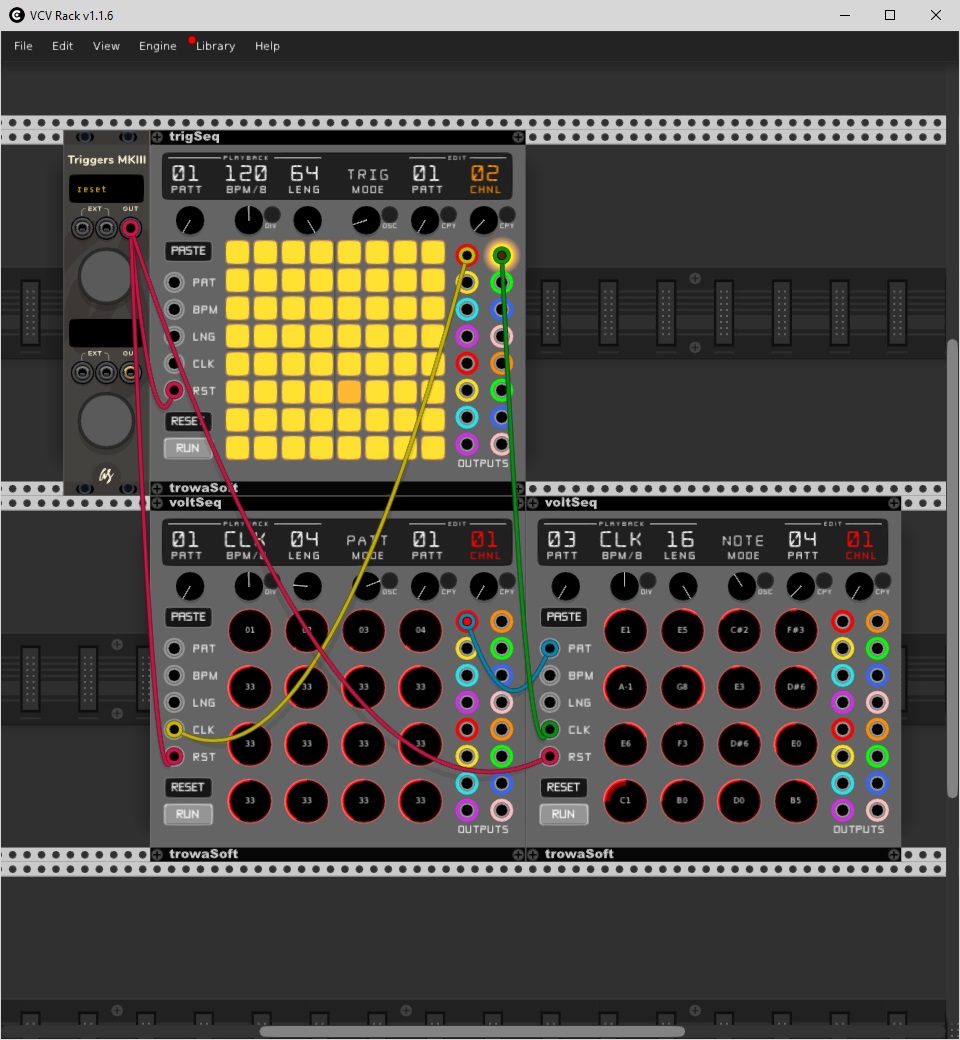 VCV Rack v1.1.6
File Edit View Engine Library Help
trigSeq
Triggers MKIII
reset
EXT OUT
EXT OU
PLAYBACK EDIT
01 120 64 TRIG 01 02
PATT BPM/B LENG MODE PATT CHNL
DIV OSC CPY CPY
PASTE
PAT
BPM
LNG
CLK
RST
RESET
RUN
OUTPUTS
trowaSoft
voltSeq
PLAYBACK EDIT
01 CLK 04 PATT 01 01
PATT BPM/B LENG MODE PATT CHNL
DIV OSC CPY CPY
PASTE
01 02 03 04
PAT
BPM
33 33 33 33
LNG
CLK
33 33 33 33
RST
RESET
33 33 33 33
RUN
OUTPUTS
trowaSoft
voltSeq
PLAYBACK EDIT
03 CLK 16 NOTE 04 01
PATT BPM/B LENG MODE PATT CHNL
DIV OSC CPY CPY
PASTE
E1 E5 C#2 F#3
PAT
BPM
A-1 G8 E3 D#6
LNG
CLK
E6 F3 D#6 E0
RST
RESET
C1 B0 D0 B5
RUN
OUTPUTS
trowaSoft